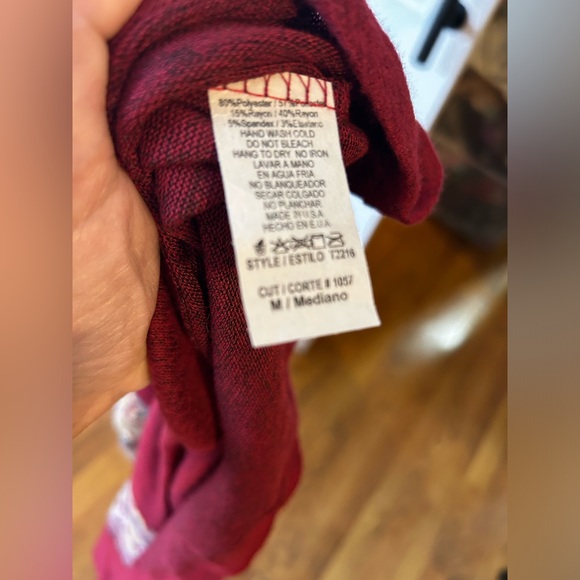 80%Polyester / 57%Polyester
15%Rayon / 40%Rayon
5%Spandex / 3%Elastano
HAND WASH COLD
DO NOT BLEACH
HANG TO DRY NO IRON
LAVAR A MANO
EN AGUA FRIA
NO BLANQUEADOR
SECAR COLGADO
NO PLANCHAR
MADE IN U.S.A.
HECHO EN E.U.A.
STYLE / ESTILO T2216
CUT / CORTE # 1057
M / Mediano